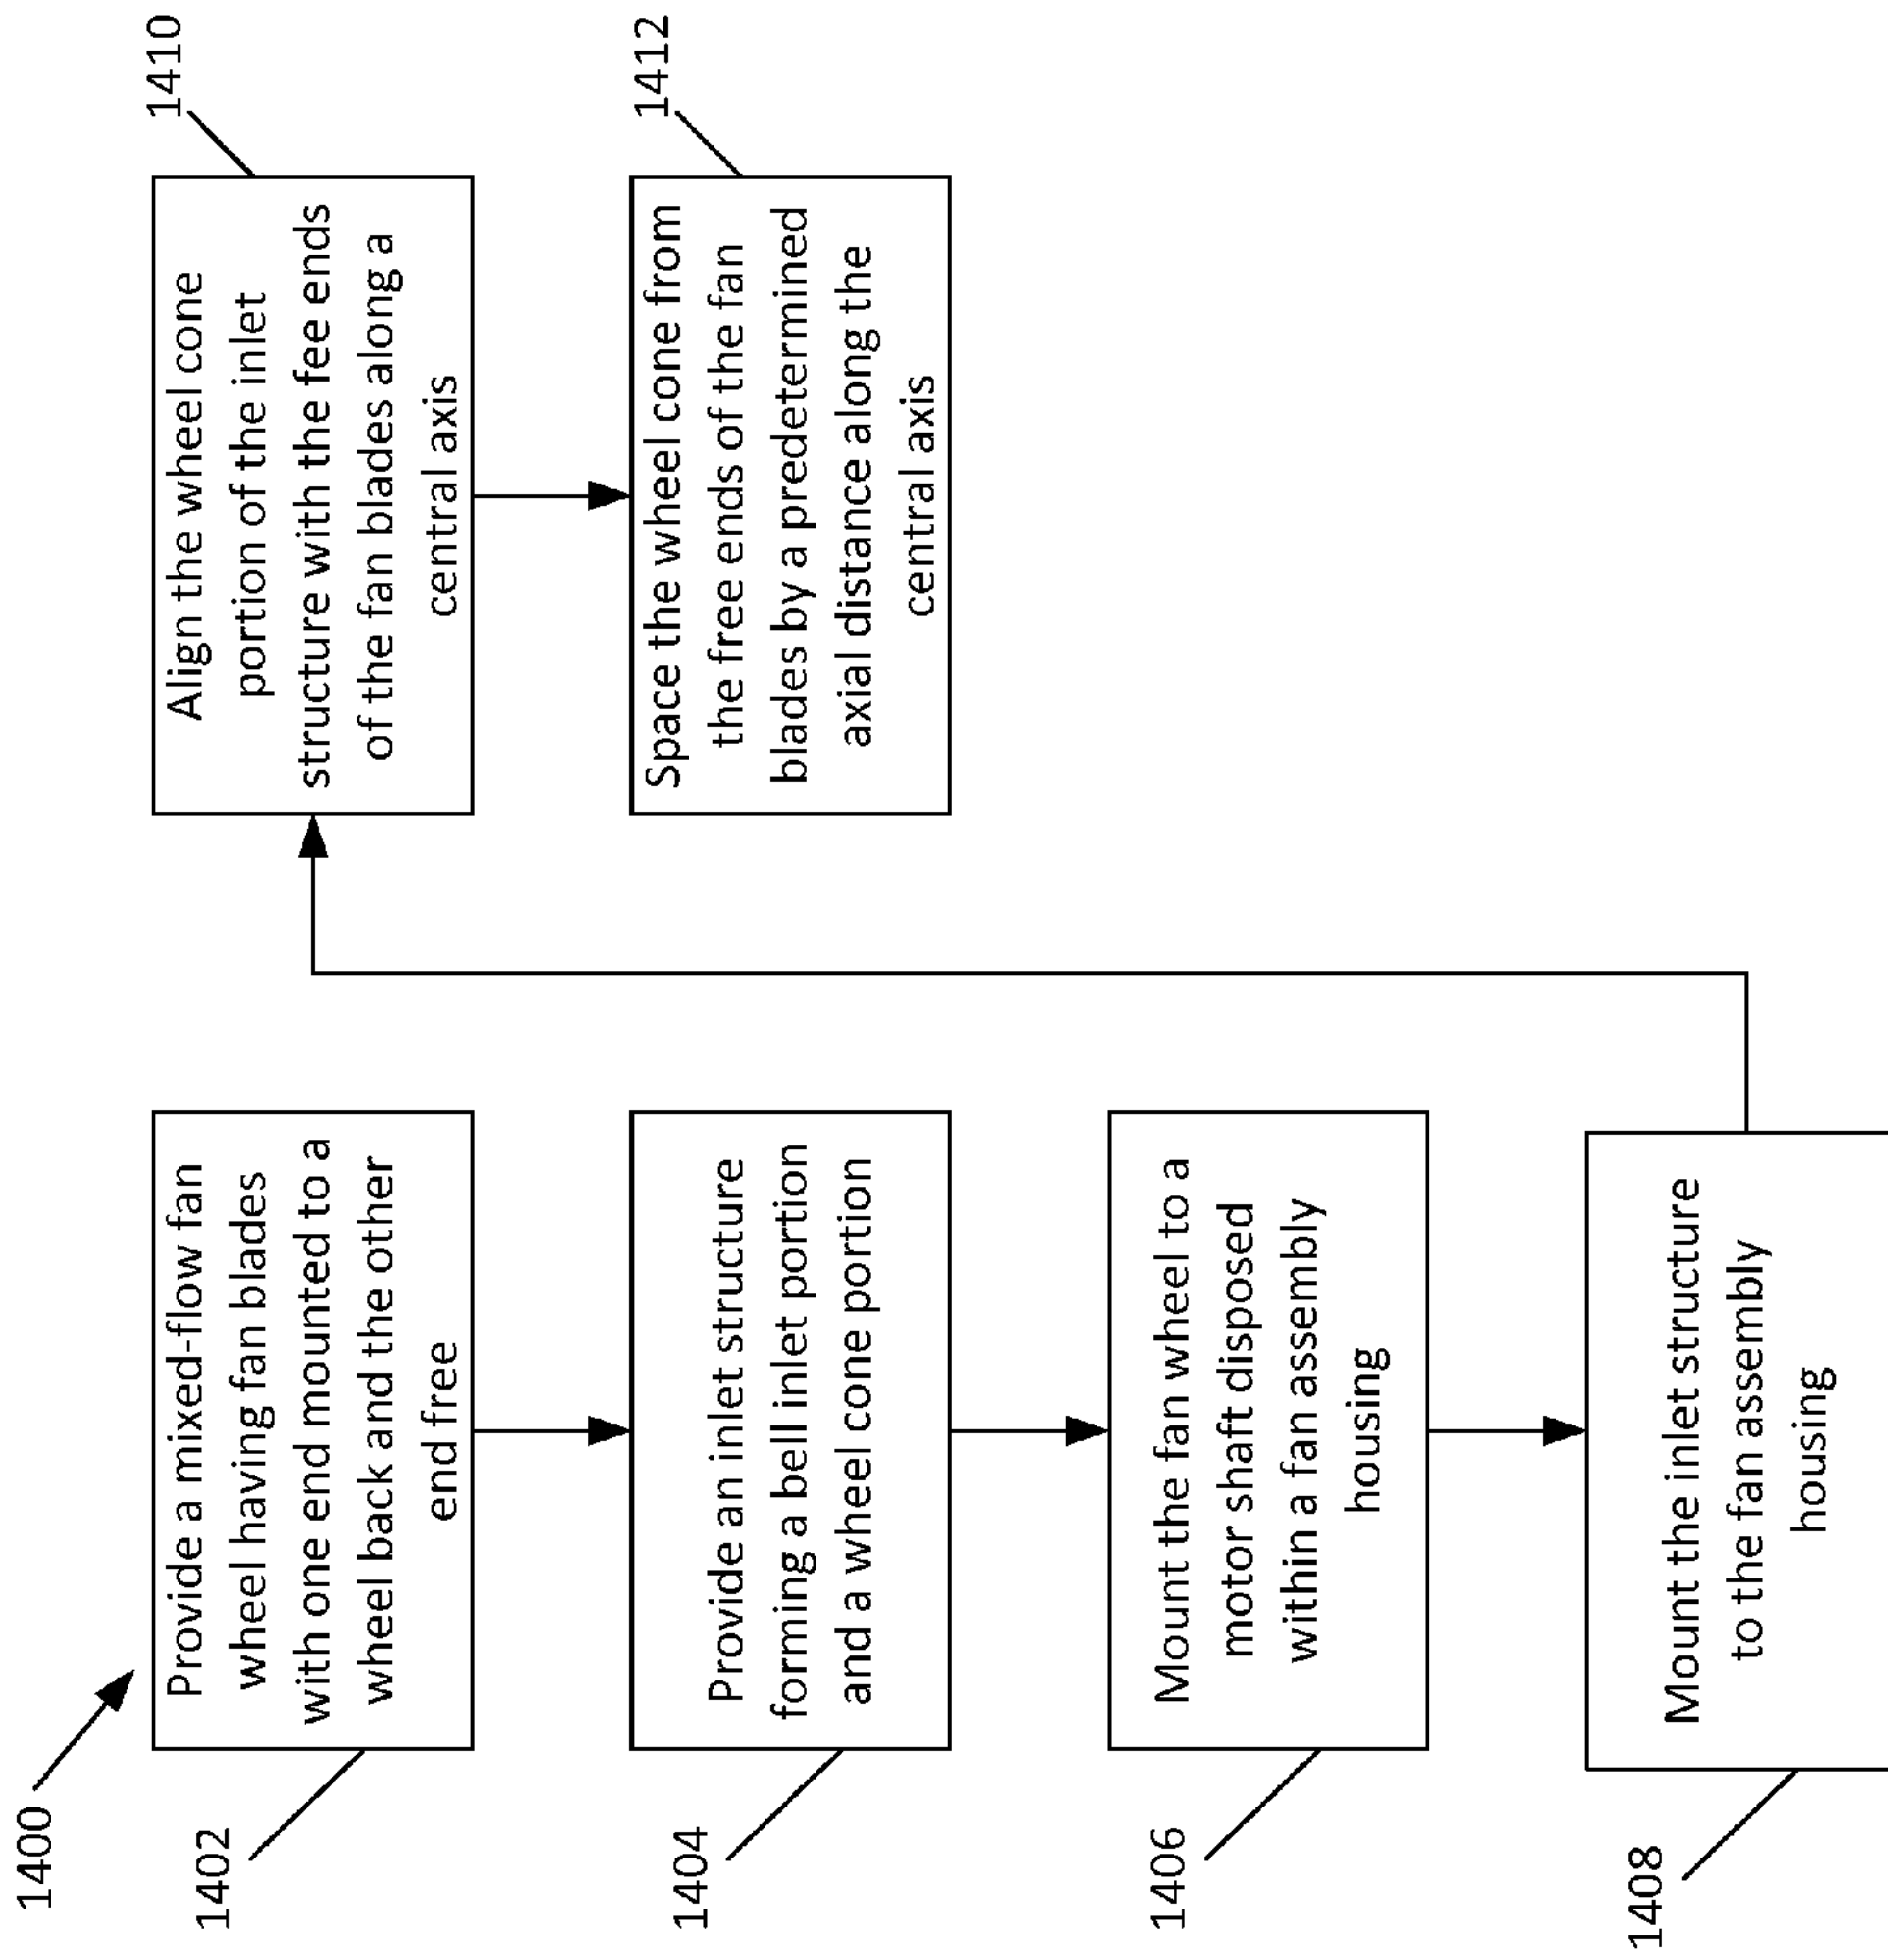 1400
1402
Provide a mixed-flow fan
wheel having fan blades
with one end mounted to a
wheel back and the other
end free
1404
Provide an inlet structure
forming a bell inlet portion
and a wheel cone portion
1406
Mount the fan wheel to a
motor shaft disposed
within a fan assembly
housing
1408
Mount the inlet structure
to the fan assembly
housing
1410
Align the wheel cone
portion of the inlet
structure with the fee ends
of the fan blades along a
central axis
1412
Space the wheel cone from
the free ends of the fan
blades by a predetermined
axial distance along the
central axis